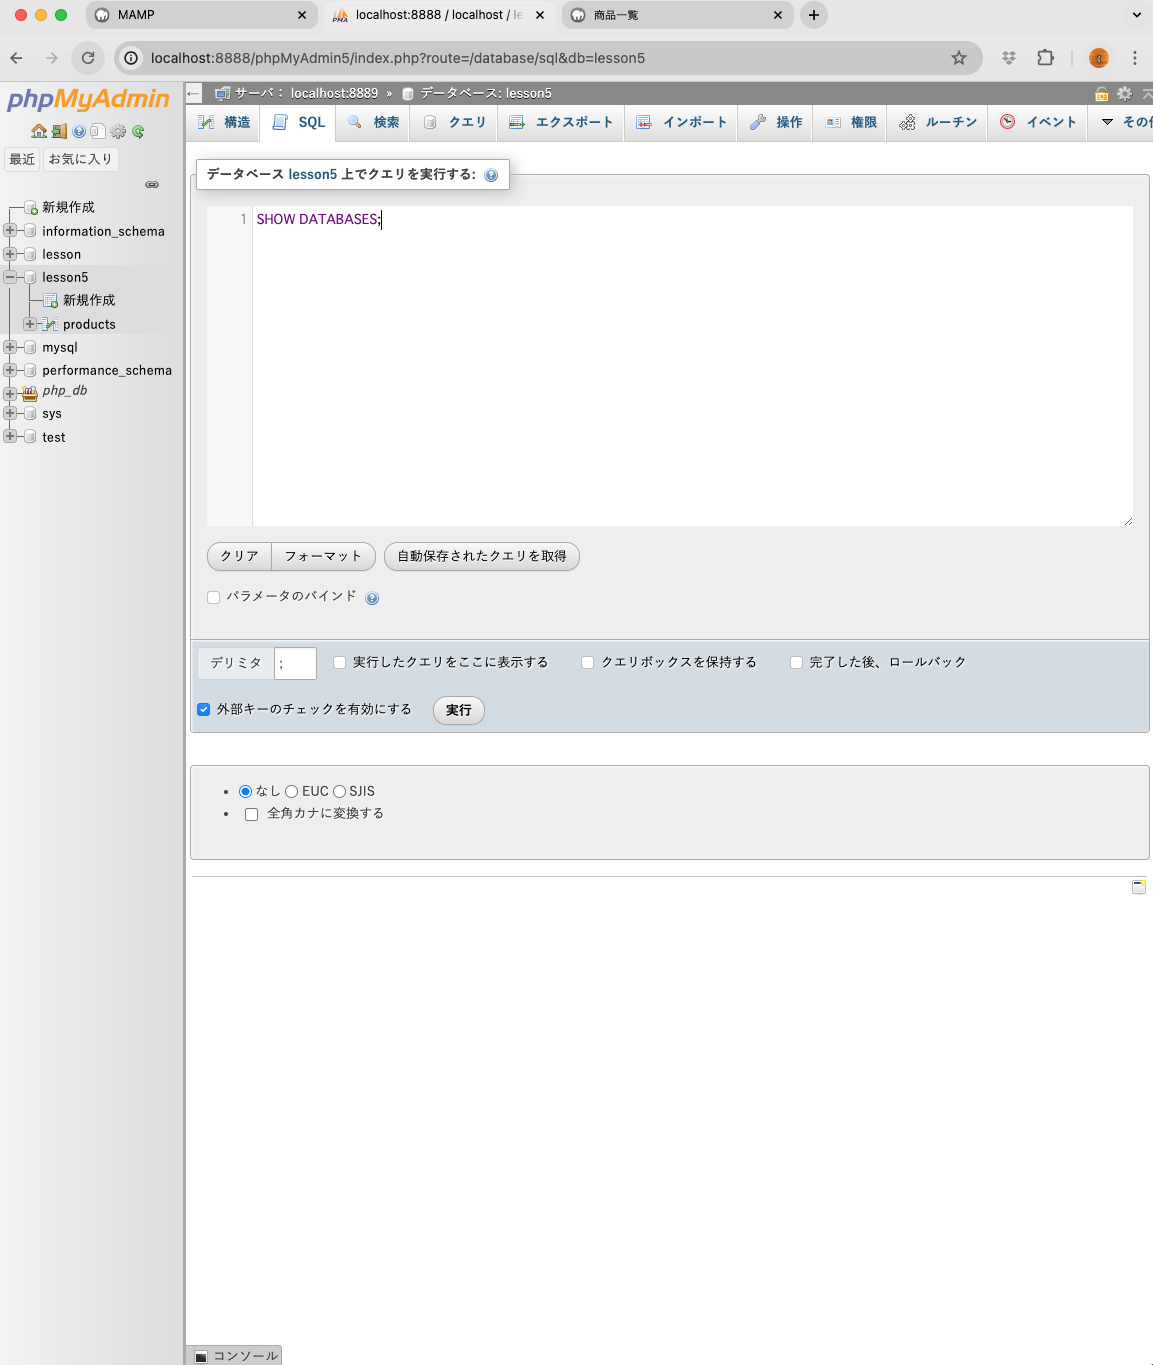 MAMP
localhost:8888 / localhost / le
商品一覧
localhost:8888/phpMyAdmin5/index.php?route=/database/sql&db=lesson5
phpMyAdmin
最近 お気に入り
新規作成
information_schema
lesson
lesson5
新規作成
products
mysql
performance_schema
php_db
sys
test
サーバ： localhost:8889 » データベース: lesson5
構造 SQL 検索 クエリ エクスポート インポート 操作 権限 ルーチン イベント その
データベース lesson5 上でクエリを実行する:
1 SHOW DATABASES;
クリア フォーマット 自動保存されたクエリを取得
パラメータのバインド
デリミタ ; 実行したクエリをここに表示する クエリボックスを保持する 完了した後、ロールバック
外部キーのチェックを有効にする 実行
なし EUC SJIS
全角カナに変換する
コンソール